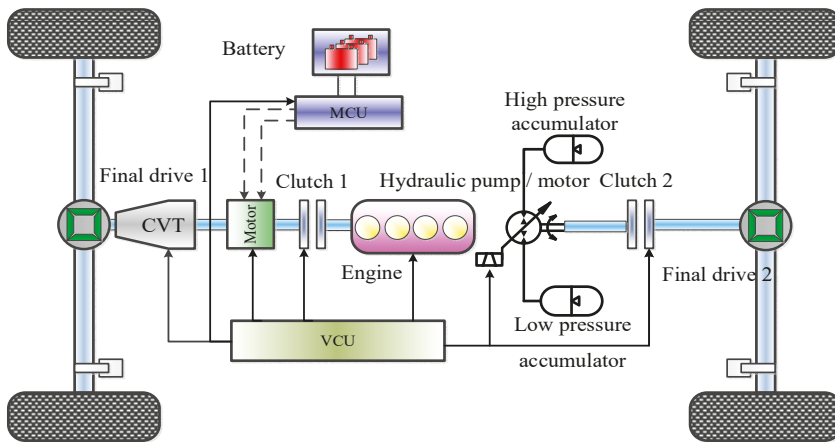 Battery
MCU
High pressure
accumulator
Final drive 1
Clutch 1
Hydraulic pump / motor
Clutch 2
CVT
Motor
Engine
Final drive 2
VCU
Low pressure
accumulator